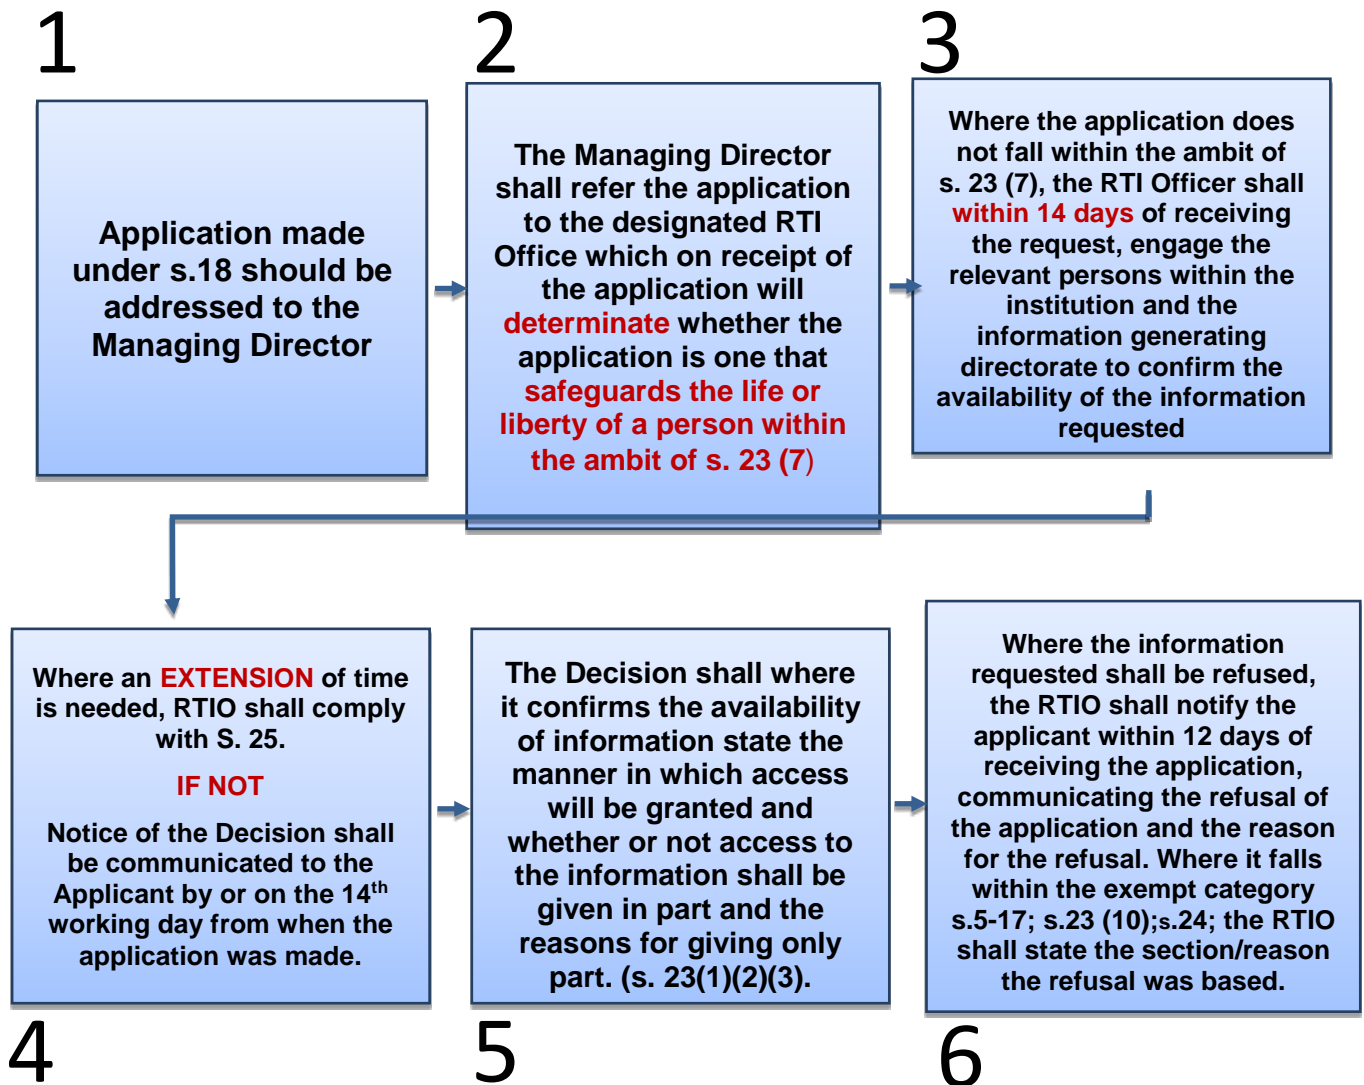 1
Application made
under s.18 should be
addressed to the
Managing Director
2
The Managing Director
shall refer the application
to the designated RTI
Office which on receipt of
the application will
determinate whether the
application is one that
safeguards the life or
liberty of a person within
the ambit of s. 23 (7)
3
Where the application does
not fall within the ambit of
s. 23 (7), the RTI Officer shall
within 14 days of receiving
the request, engage the
relevant persons within the
institution and the
information generating
directorate to confirm the
availability of the information
requested
Where an EXTENSION of time
is needed, RTIO shall comply
with S. 25.
IF NOT
Notice of the Decision shall
be communicated to the
Applicant by or on the 14th
working day from when the
application was made.
4
The Decision shall where
it confirms the availability
of information state the
manner in which access
will be granted and
whether or not access to
the information shall be
given in part and the
reasons for giving only
part. (s. 23(1)(2)(3).
5
Where the information
requested shall be refused,
the RTIO shall notify the
applicant within 12 days of
receiving the application,
communicating the refusal of
the application and the reason
for the refusal. Where it falls
within the exempt category
s.5-17; s.23 (10);s.24; the RTIO
shall state the section/reason
the refusal was based.
6